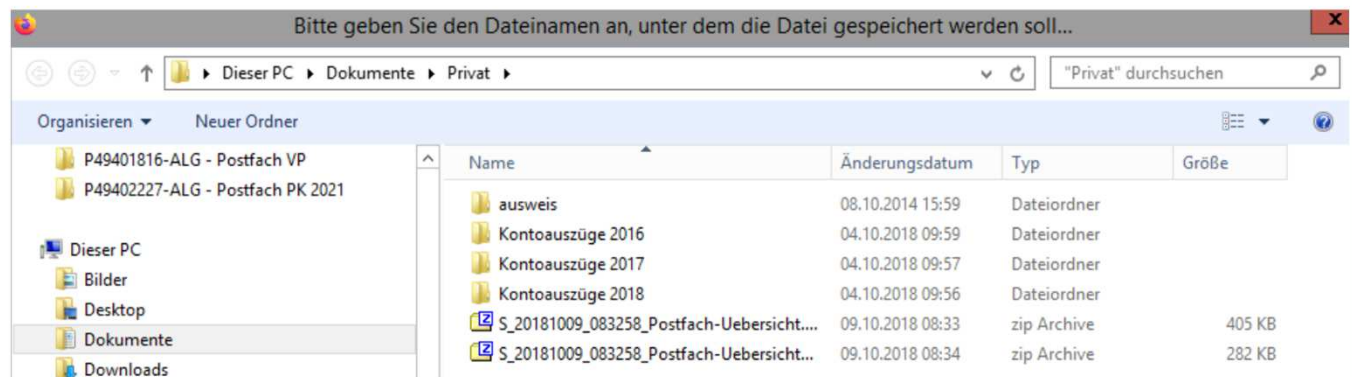 Bitte geben Sie den Dateinamen an, unter dem die Datei gespeichert werden soll...
Dieser PC Dokumente Privat "Privat" durchsuchen
Organisieren Neuer Ordner
P49401816-ALG - Postfach VP
P49402227-ALG - Postfach PK 2021
Dieser PC
Bilder
Desktop
Dokumente
Downloads
Name Änderungsdatum Typ Größe
ausweis 08.10.2014 15:59 Dateiordner
Kontoauszüge 2016 04.10.2018 09:59 Dateiordner
Kontoauszüge 2017 04.10.2018 09:57 Dateiordner
Kontoauszüge 2018 04.10.2018 09:56 Dateiordner
S_20181009_083258_Postfach-Uebersicht.... 09.10.2018 08:33 zip Archive 405 KB
S_20181009_083258_Postfach-Uebersicht... 09.10.2018 08:34 zip Archive 282 KB